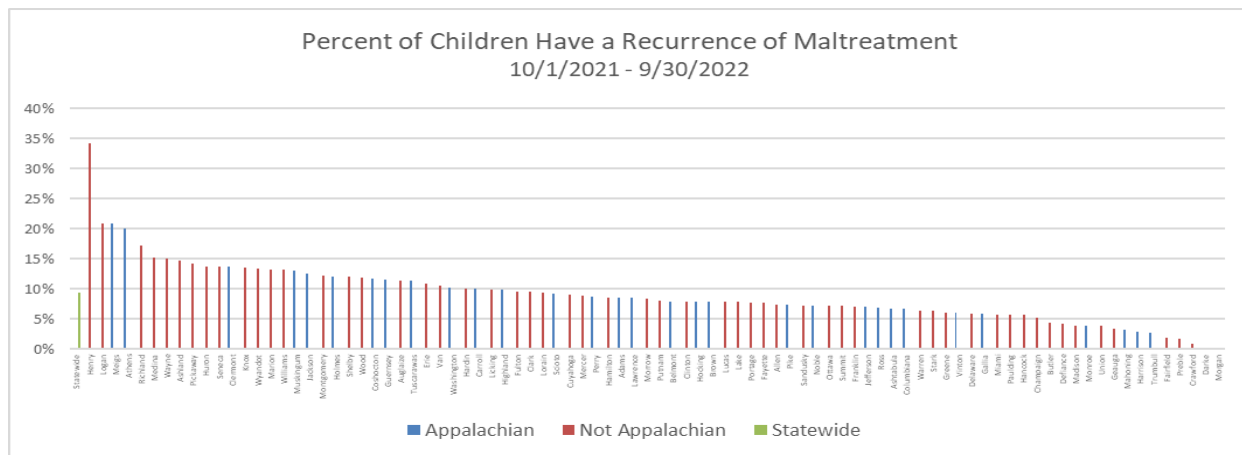 Percent of Children Have a Recurrence of Maltreatment
10/1/2021 - 9/30/2022
40%
35%
30%
25%
20%
15%
10%
5%
0%
Statewide
Henry
Logan
Meigs
Athens
Richland
Medina
Wayne
Ashland
Pickaway
Huron
Seneca
Clermont
Knox
Wyandot
Marion
Williams
Muskingum
Jackson
Montgomery
Holmes
Shelby
Wood
Coshocton
Guernsey
Auglaize
Tuscarawas
Erie
Van
Washington
Hardin
Carroll
Licking
Highland
Fulton
Clark
Lorain
Scioto
Cuyahoga
Mercer
Perry
Hamilton
Adams
Lawrence
Morrow
Putnam
Belmont
Clinton
Hocking
Brown
Lucas
Lake
Portage
Fayette
Allen
Pike
Sandusky
Noble
Ottawa
Summit
Franklin
Jefferson
Ross
Ashtabula
Columbiana
Warren
Stark
Greene
Vinton
Delaware
Gallia
Miami
Paulding
Hancock
Champaign
Butler
Defiance
Madison
Monroe
Union
Geauga
Mahoning
Harrison
Trumbull
Fairfield
Preble
Crawford
Darke
Morgan
Appalachian
Not Appalachian
Statewide